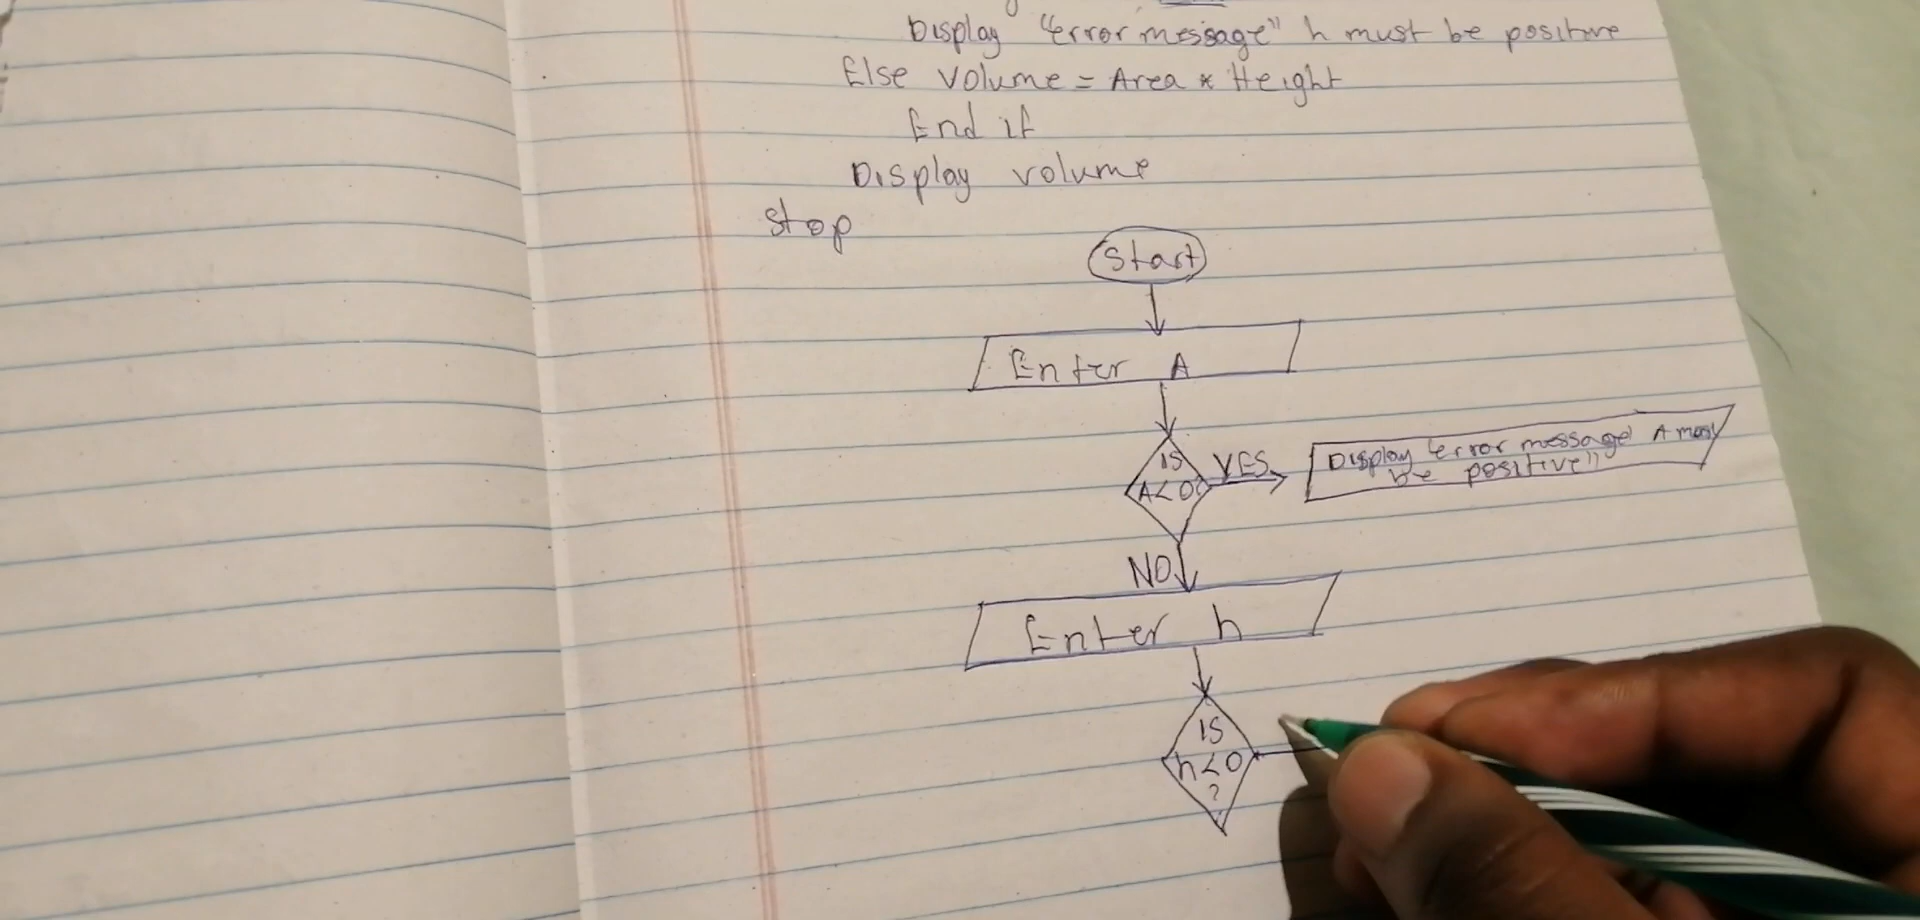 Display "error message" h must be positive
Else volume = Area * Height
End if
Display volume
Stop
Start
Enter A
IS
A<0
YES
Display "error message" A must
be positive"
NO
Enter h
IS
h<0
?